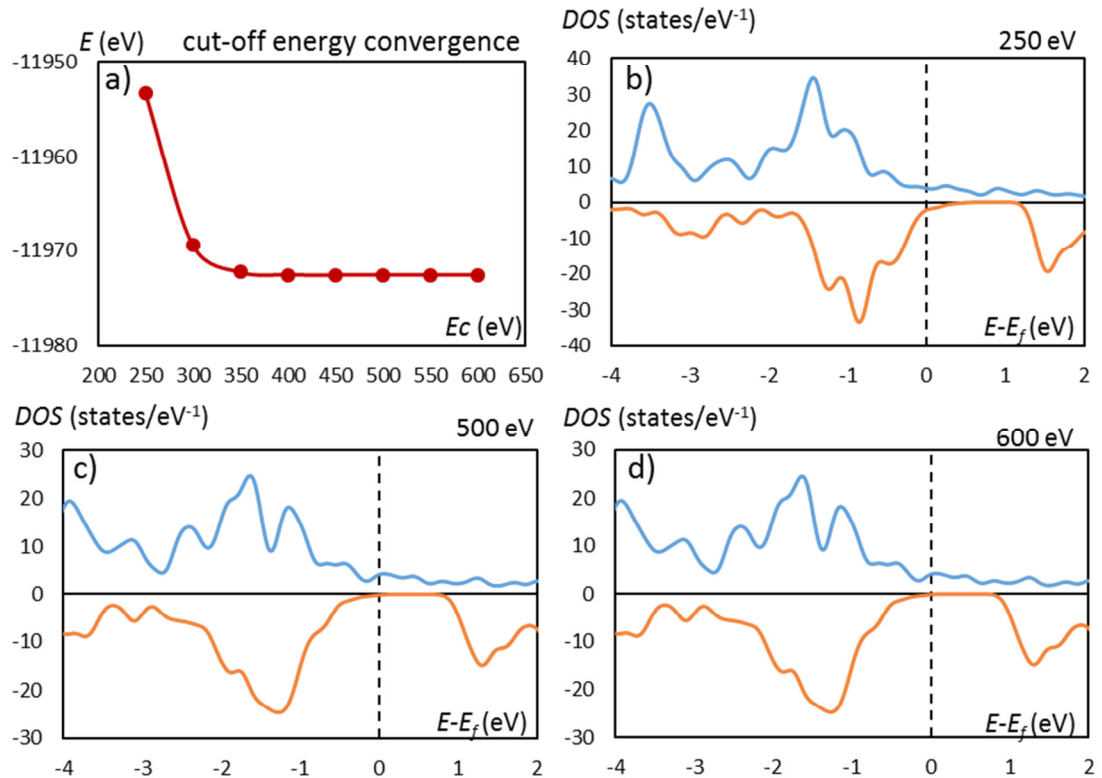 E (eV) cut-off energy convergence
a)
-11950
-11960
-11970
-11980
Ec (eV)
200 250 300 350 400 450 500 550 600 650
DOS (states/eV-1)
250 eV
b)
40
30
20
10
0
-10
-20
-30
-40
E-Ef (eV)
-4 -3 -2 -1 0 1 2
DOS (states/eV-1)
500 eV
c)
30
20
10
0
-10
-20
-30
E-Ef (eV)
-4 -3 -2 -1 0 1 2
DOS (states/eV-1)
600 eV
d)
30
20
10
0
-10
-20
-30
E-Ef (eV)
-4 -3 -2 -1 0 1 2